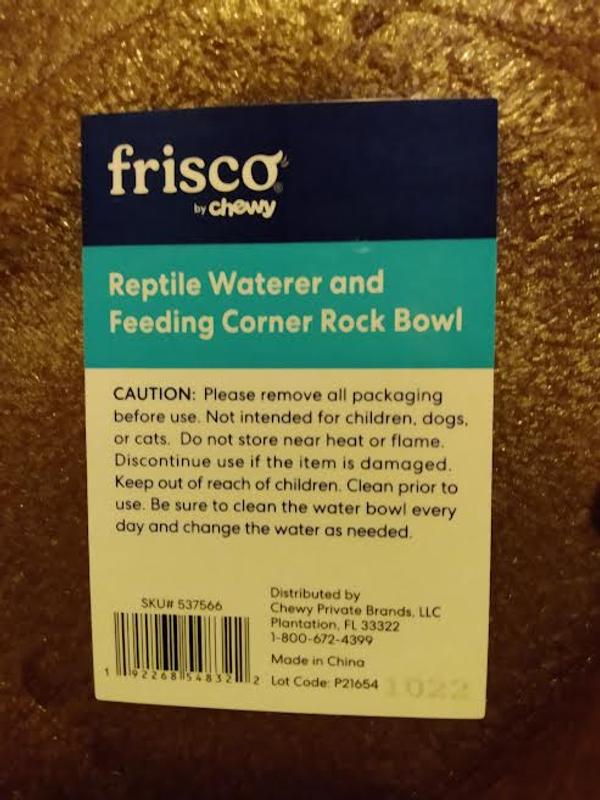 frisco®
by chewy
Reptile Waterer and
Feeding Corner Rock Bowl
CAUTION: Please remove all packaging
before use. Not intended for children, dogs,
or cats. Do not store near heat or flame.
Discontinue use if the item is damaged.
Keep out of reach of children. Clean prior to
use. Be sure to clean the water bowl every
day and change the water as needed.
SKU# 537566
1 92268 54832 2
Distributed by
Chewy Private Brands, LLC
Plantation, FL 33322
1-800-672-4399
Made in China
Lot Code: P21654 1022